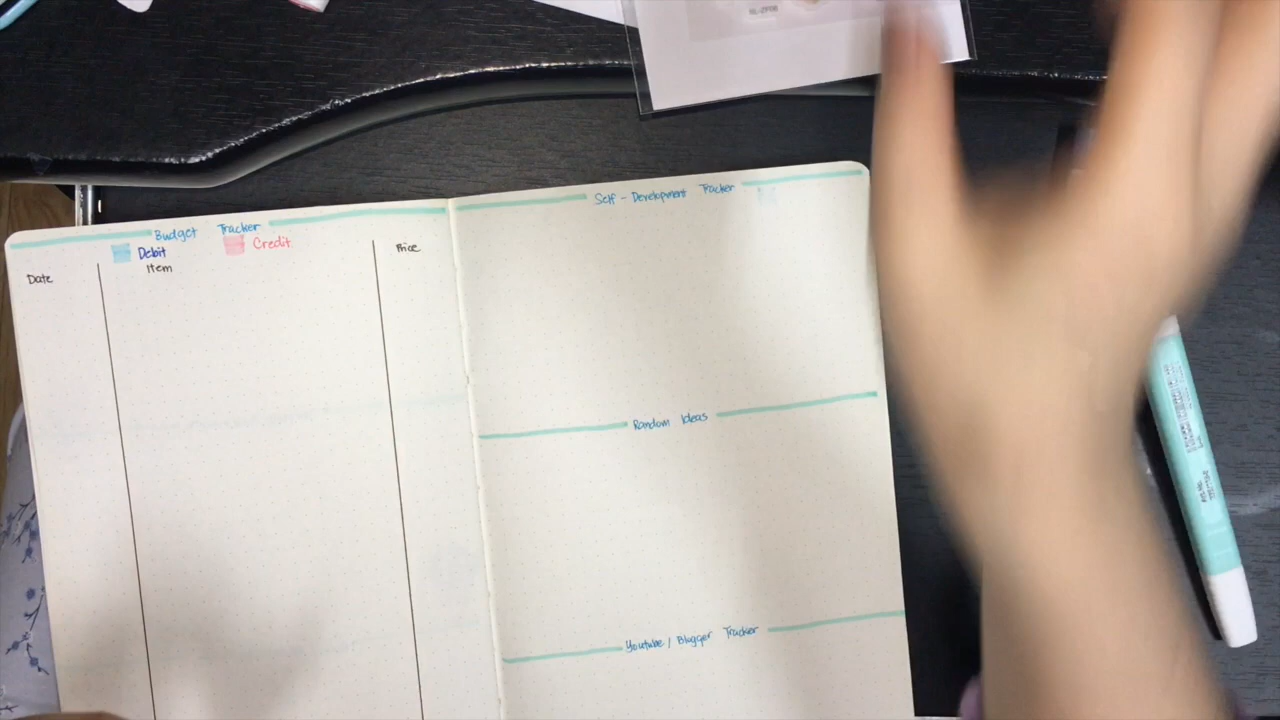 Budget Tracker
Debit
Credit
Date
Item
Price
Self - Development Tracker
Random Ideas
Youtube / Blogger Tracker